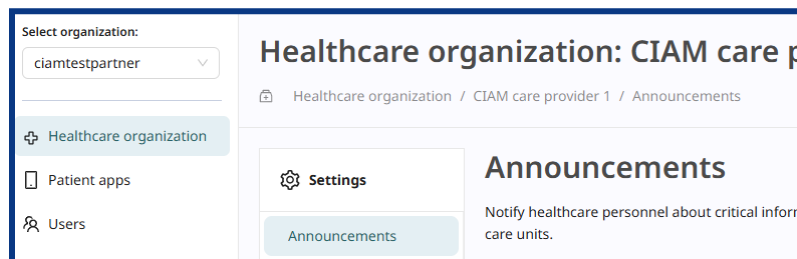 Select organization:
ciamtestpartner
Healthcare organization
Patient apps
Users
Healthcare organization: CIAM care
Healthcare organization / CIAM care provider 1 / Announcements
Settings
Announcements
Announcements
Notify healthcare personnel about critical
care units.